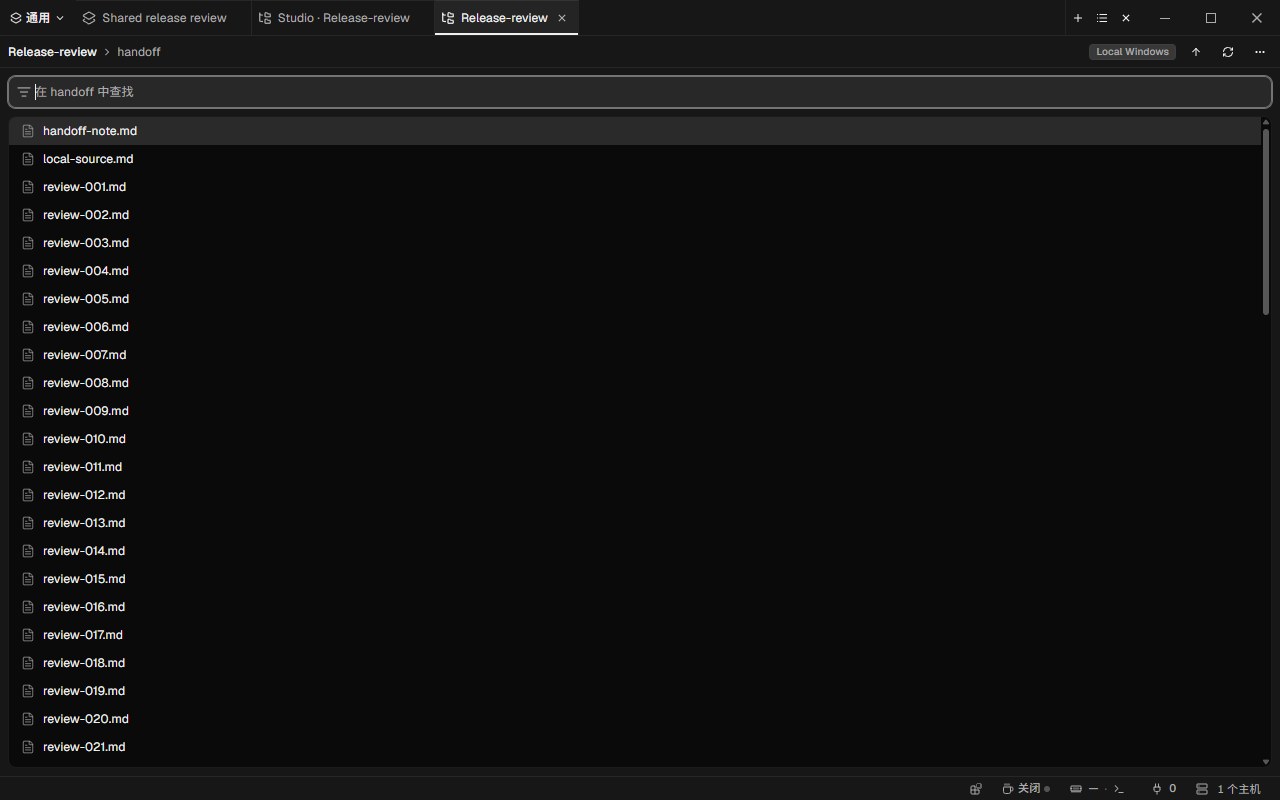 通用
Shared release review
Studio · Release-review
Release-review
Release-review > handoff
Local Windows
在 handoff 中查找
handoff-note.md
local-source.md
review-001.md
review-002.md
review-003.md
review-004.md
review-005.md
review-006.md
review-007.md
review-008.md
review-009.md
review-010.md
review-011.md
review-012.md
review-013.md
review-014.md
review-015.md
review-016.md
review-017.md
review-018.md
review-019.md
review-020.md
review-021.md
关闭
— ·
0
1 个主机